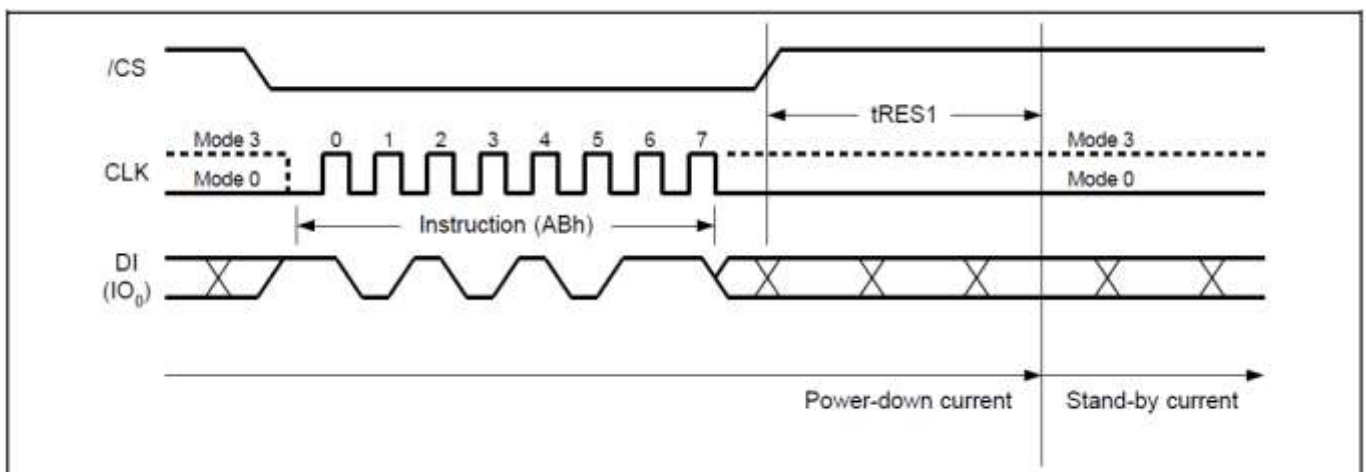 /CS
tRES1
Mode 3 0 1 2 3 4 5 6 7 Mode 3
CLK
Mode 0 Mode 0
Instruction (ABh)
DI
(IO₀)
Power-down current Stand-by current